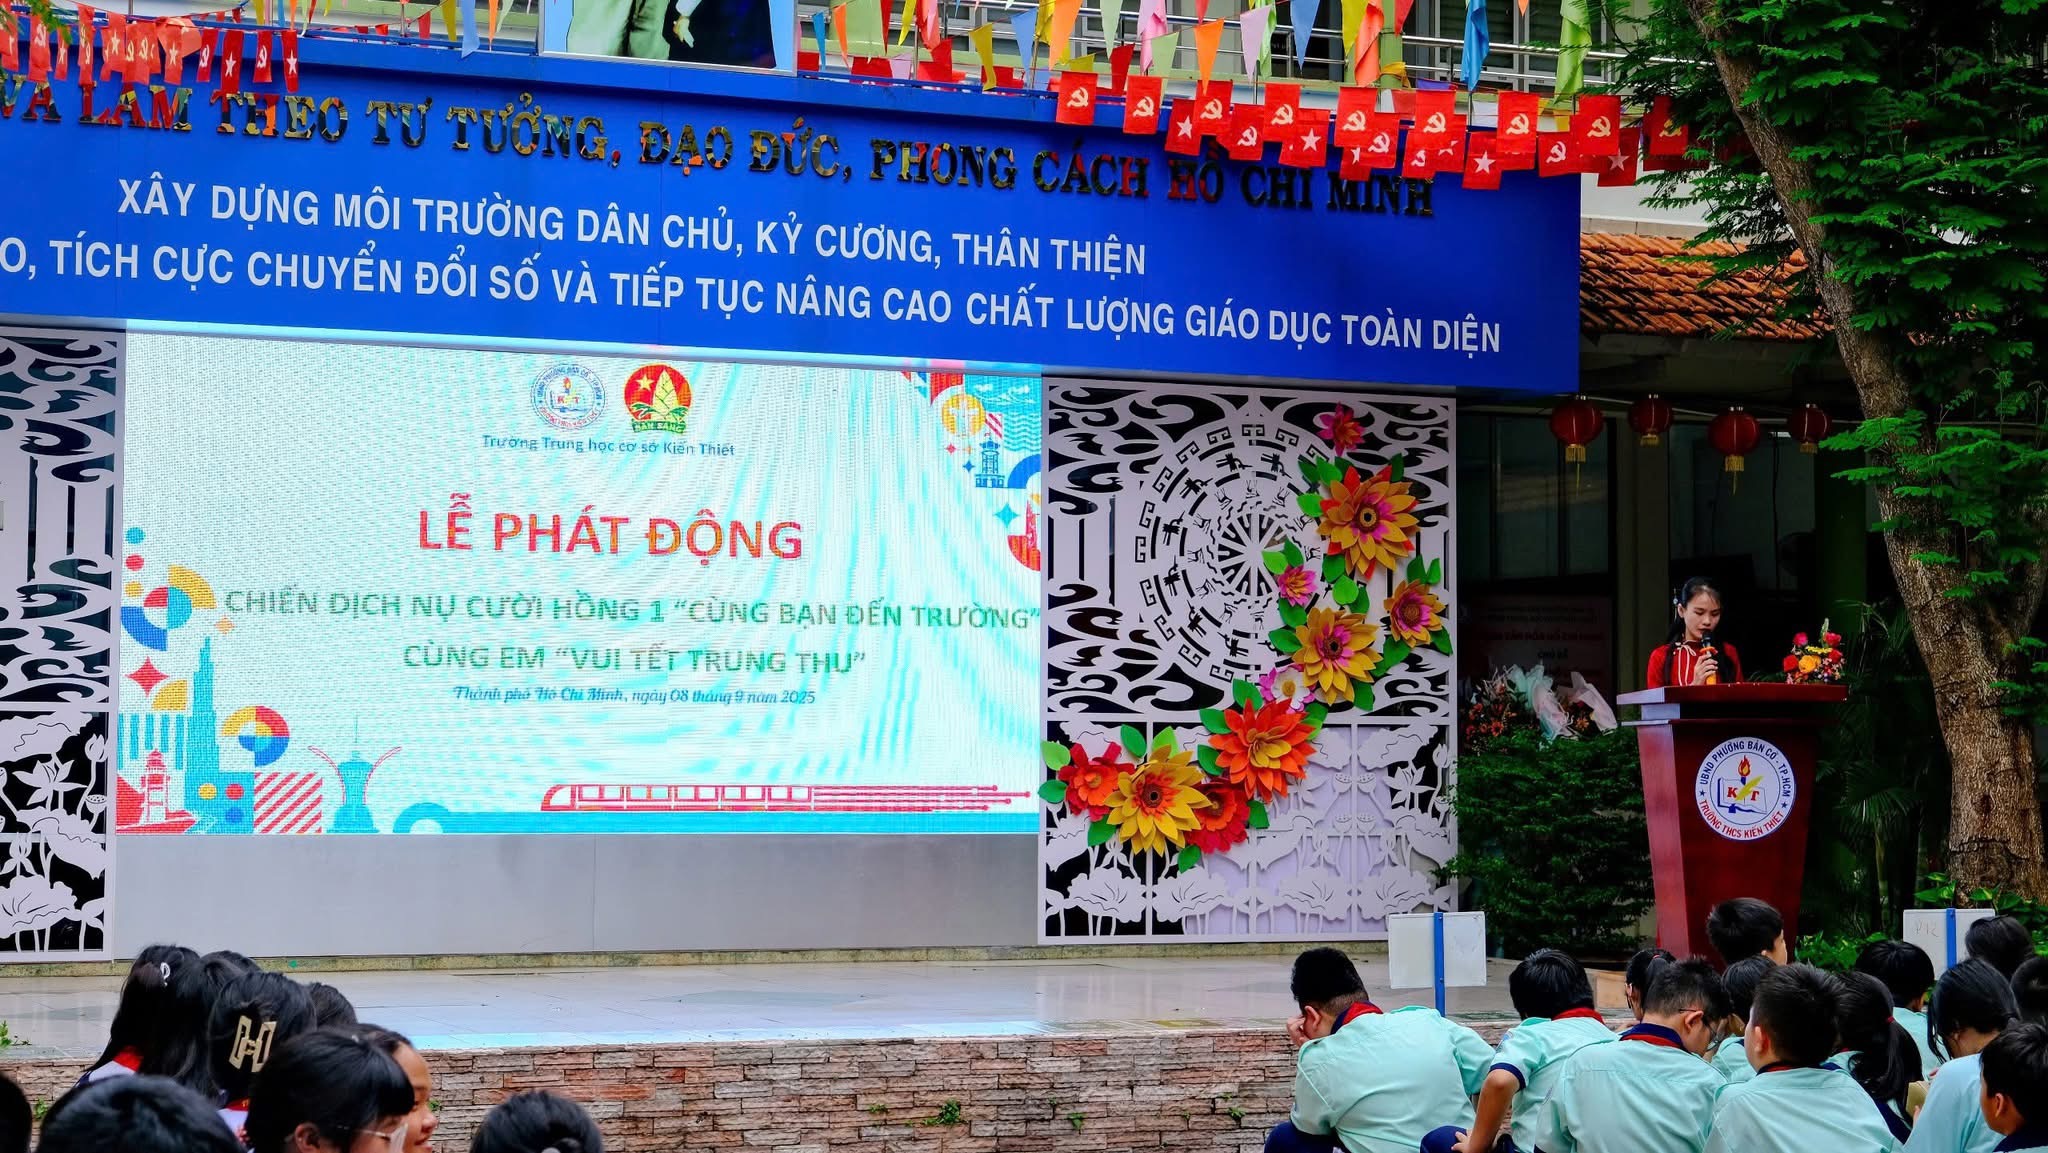 VÀ LÀM THEO TƯ TƯỞNG, ĐẠO ĐỨC, PHONG CÁCH HỒ CHÍ MINH
XÂY DỰNG MÔI TRƯỜNG DÂN CHỦ, KỶ CƯƠNG, THÂN THIỆN
O, TÍCH CỰC CHUYỂN ĐỔI SỐ VÀ TIẾP TỤC NÂNG CAO CHẤT LƯỢNG GIÁO DỤC TOÀN DIỆN
Trường Trung học cơ sở Kiến Thiết
LỄ PHÁT ĐỘNG
CHIẾN DỊCH NỤ CƯỜI HỒNG 1 “CÙNG BẠN ĐẾN TRƯỜNG”
CÙNG EM “VUI TẾT TRUNG THU”
Thành phố Hồ Chí Minh, ngày 08 tháng 9 năm 2025
UBND PHƯỜNG BÀN CỜ - TP.HCM
KT
TRƯỜNG THCS KIẾN THIẾT